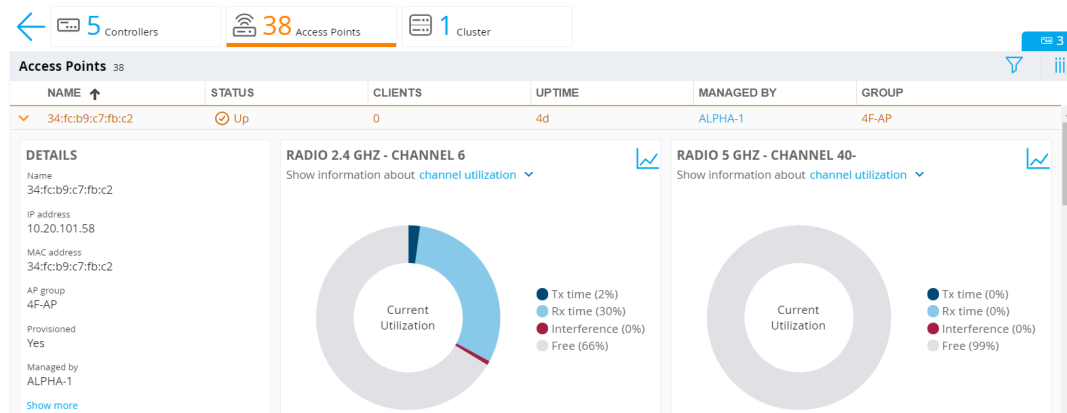 5 Controllers
38 Access Points
1 Cluster
3
Access Points 38
NAME STATUS CLIENTS UPTIME MANAGED BY GROUP
34:fc:b9:c7:fb:c2 Up 0 4d ALPHA-1 4F-AP
DETAILS
Name
34:fc:b9:c7:fb:c2
IP address
10.20.101.58
MAC address
34:fc:b9:c7:fb:c2
AP group
4F-AP
Provisioned
Yes
Managed by
ALPHA-1
Show more
RADIO 2.4 GHZ - CHANNEL 6
Show information about channel utilization
Current
Utilization
Tx time (2%)
Rx time (30%)
Interference (0%)
Free (66%)
RADIO 5 GHZ - CHANNEL 40-
Show information about channel utilization
Current
Utilization
Tx time (0%)
Rx time (0%)
Interference (0%)
Free (99%)